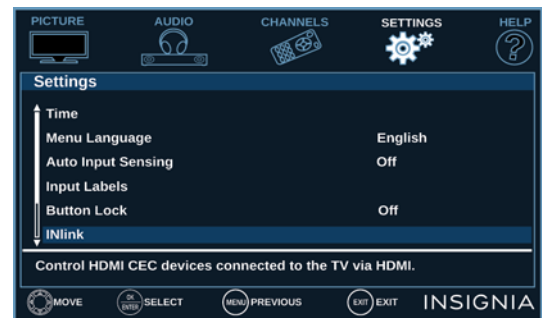 PICTURE AUDIO CHANNELS SETTINGS HELP
Settings
Time
Menu Language English
Auto Input Sensing Off
Input Labels
Button Lock Off
INlink
Control HDMI CEC devices connected to the TV via HDMI.
MOVE OK ENTER SELECT MENU PREVIOUS EXIT EXIT INSIGNIA